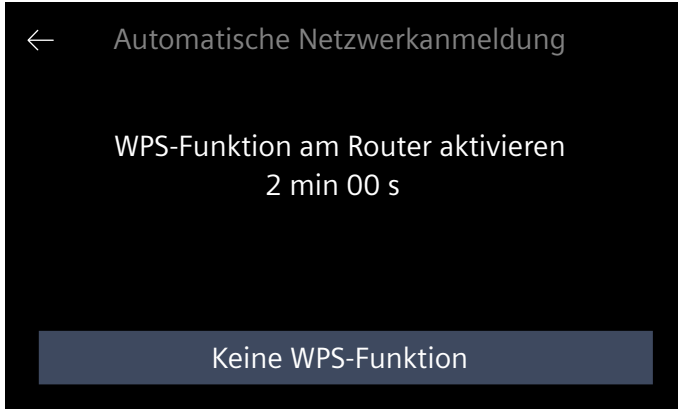 Automatische Netzwerkanmeldung
WPS-Funktion am Router aktivieren
2 min 00 s
Keine WPS-Funktion